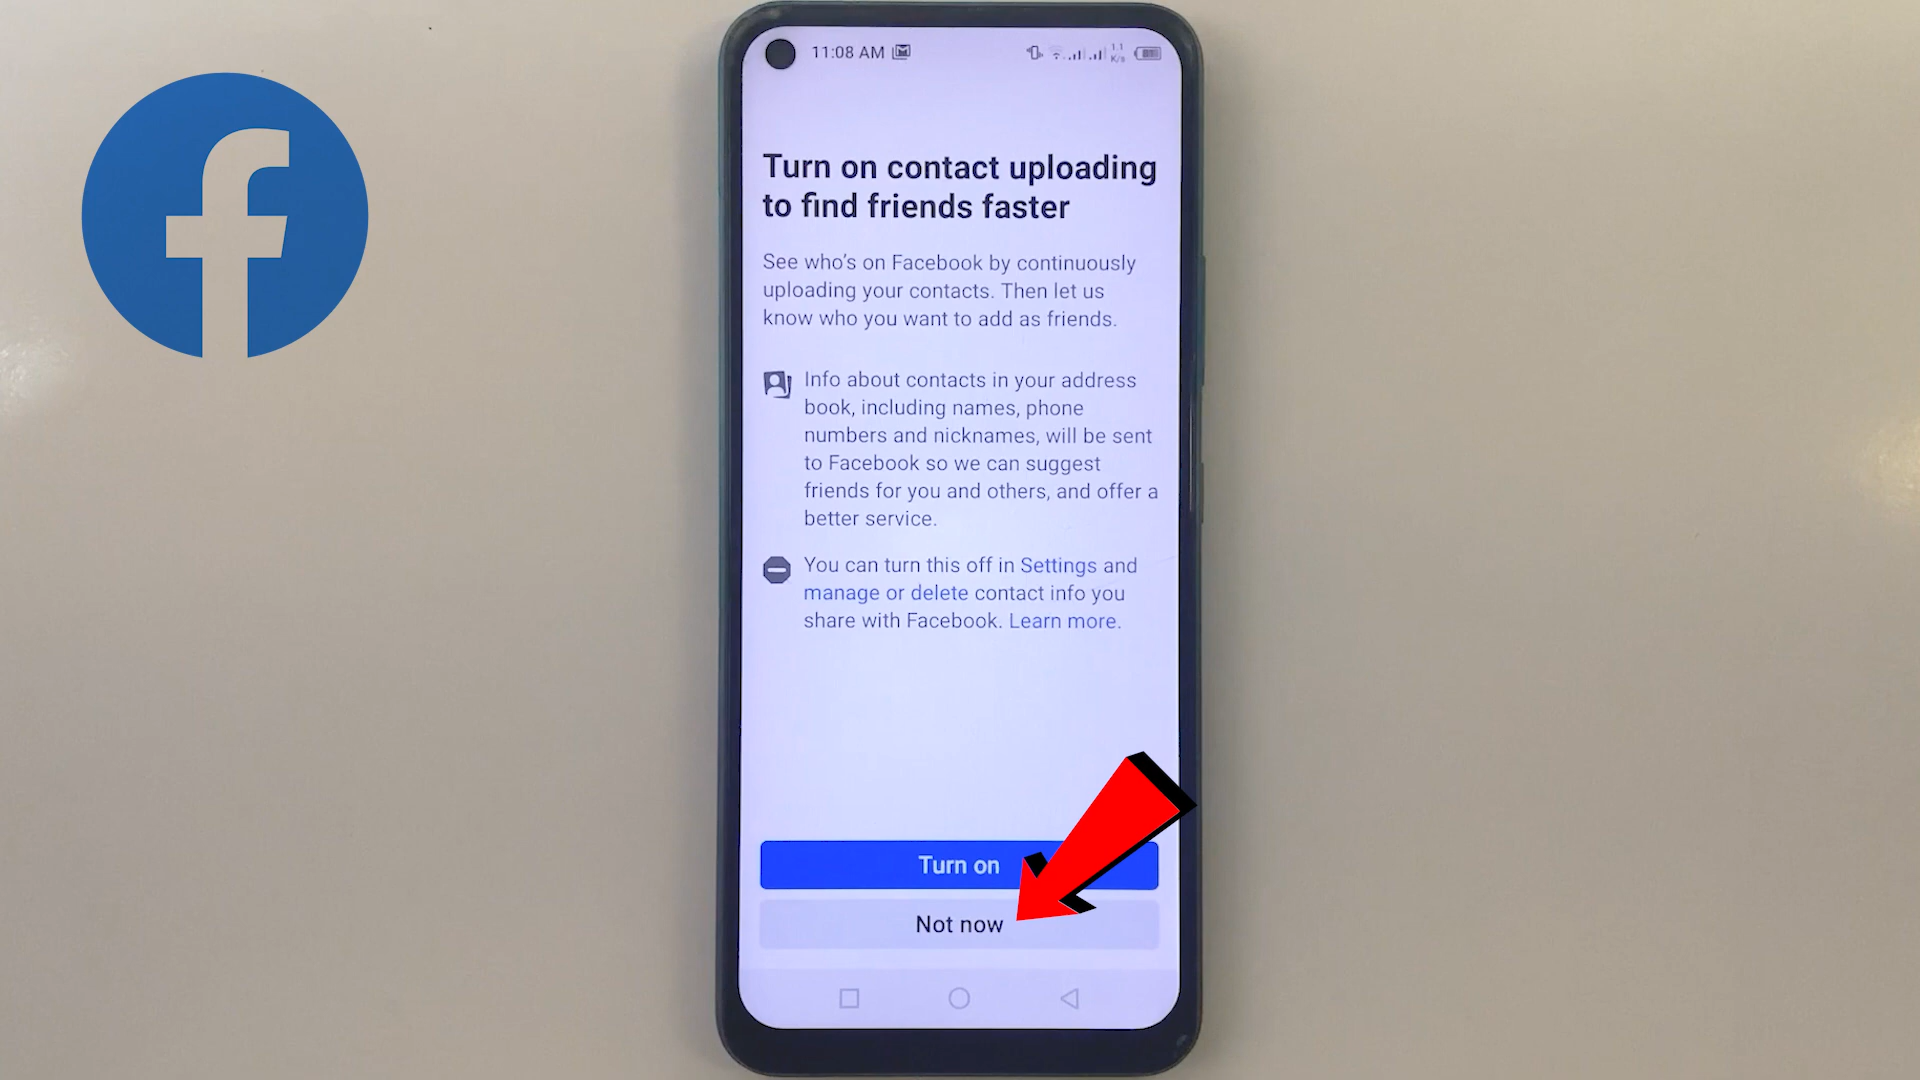 11:08 AM
1.1
K/s
Turn on contact uploading
to find friends faster
See who's on Facebook by continuously
uploading your contacts. Then let us
know who you want to add as friends.
Info about contacts in your address
book, including names, phone
numbers and nicknames, will be sent
to Facebook so we can suggest
friends for you and others, and offer a
better service.
You can turn this off in Settings and
manage or delete contact info you
share with Facebook. Learn more.
Turn on
Not now